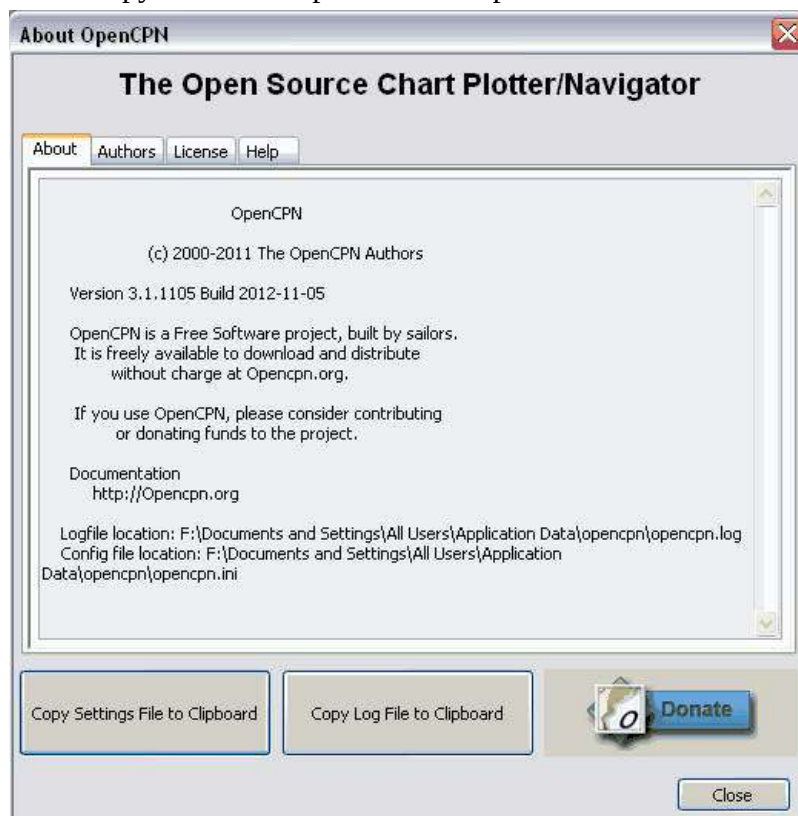 About OpenCPN
The Open Source Chart Plotter/Navigator
About Authors License Help
OpenCPN
(c) 2000-2011 The OpenCPN Authors
Version 3.1.1105 Build 2012-11-05
OpenCPN is a Free Software project, built by sailors.
It is freely available to download and distribute
without charge at Opencpn.org.
If you use OpenCPN, please consider contributing
or donating funds to the project.
Documentation
http://Opencpn.org
Logfile location: F:\Documents and Settings\All Users\Application Data\opencpn\opencpn.log
Config file location: F:\Documents and Settings\All Users\Application
Data\opencpn\opencpn.ini
Copy Settings File to Clipboard Copy Log File to Clipboard O Donate
Close